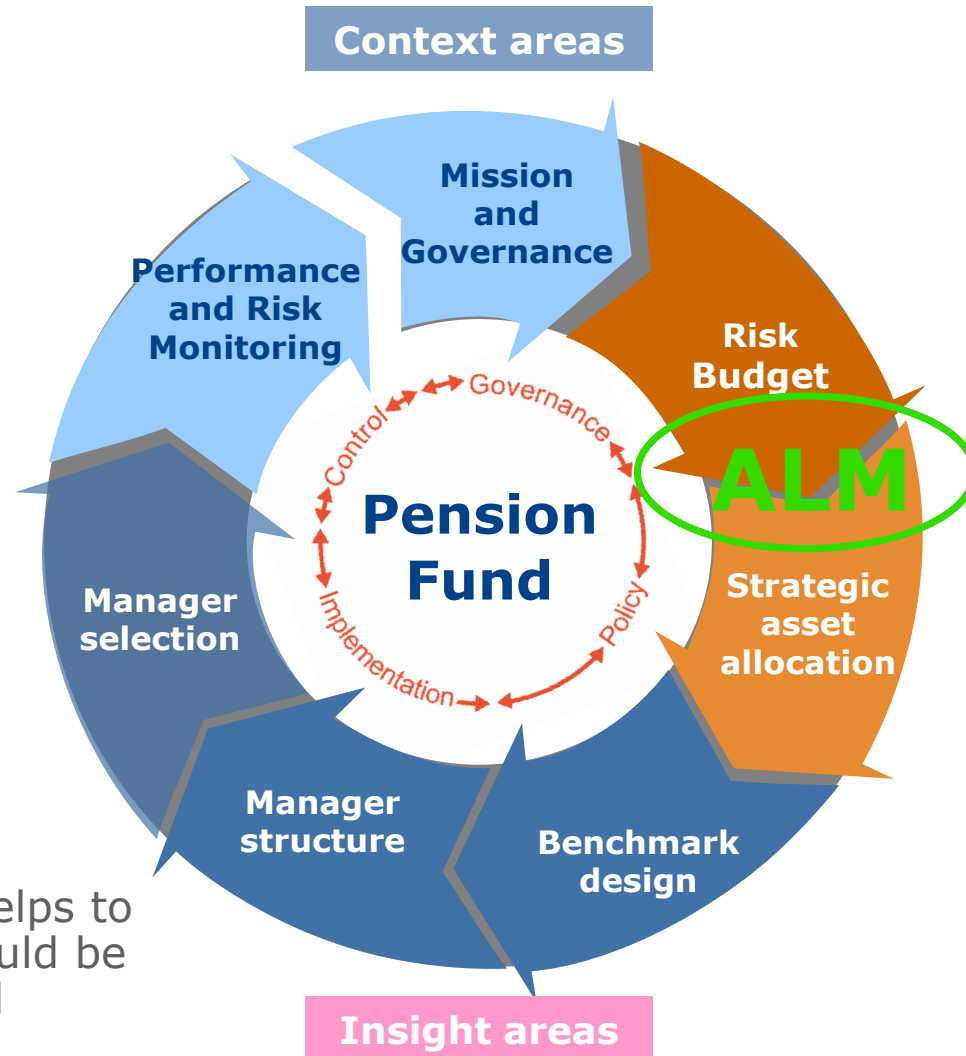 Context areas
Mission
and
Governance
Performance
and Risk
Monitoring
Risk
Budget
ALM
Governance
Control
Pension
Fund
Policy
Implementation
Strategic
asset
allocation
Manager
selection
Manager
structure
Benchmark
design
elps to
uld be
Insight areas